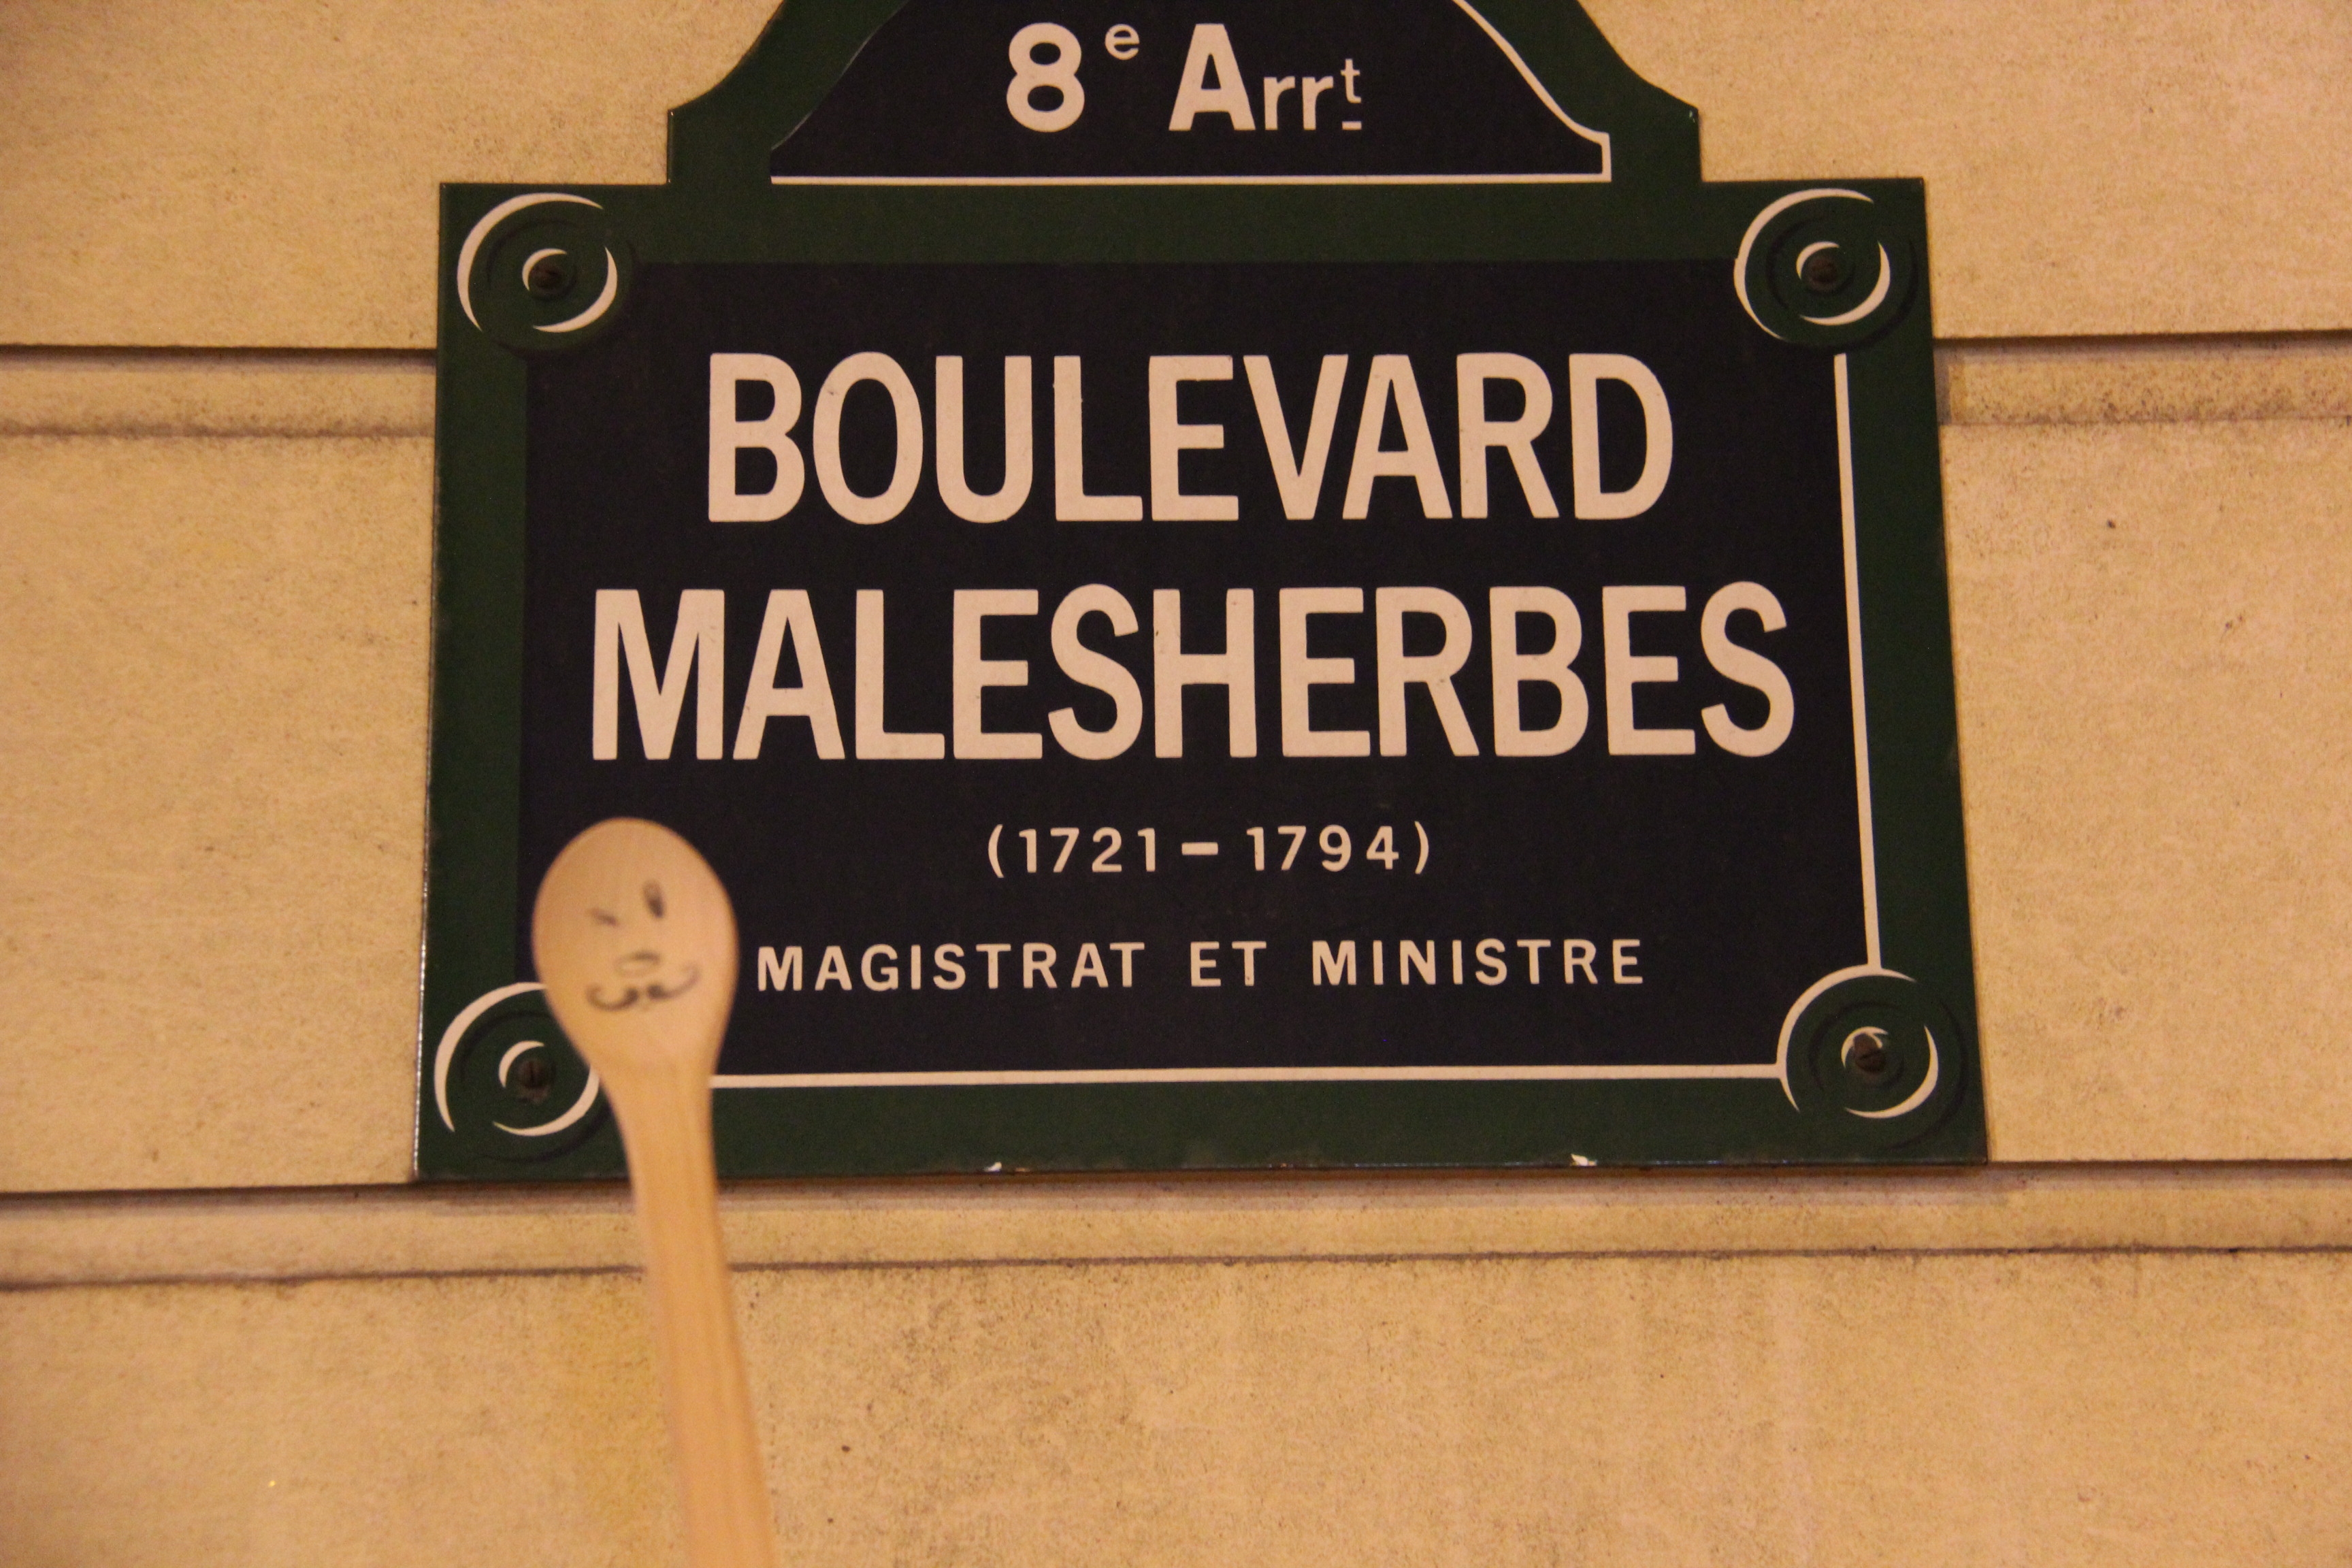 8e Arrt
BOULEVARD
MALESHERBES
(1721-1794)
MAGISTRAT ET MINISTRE